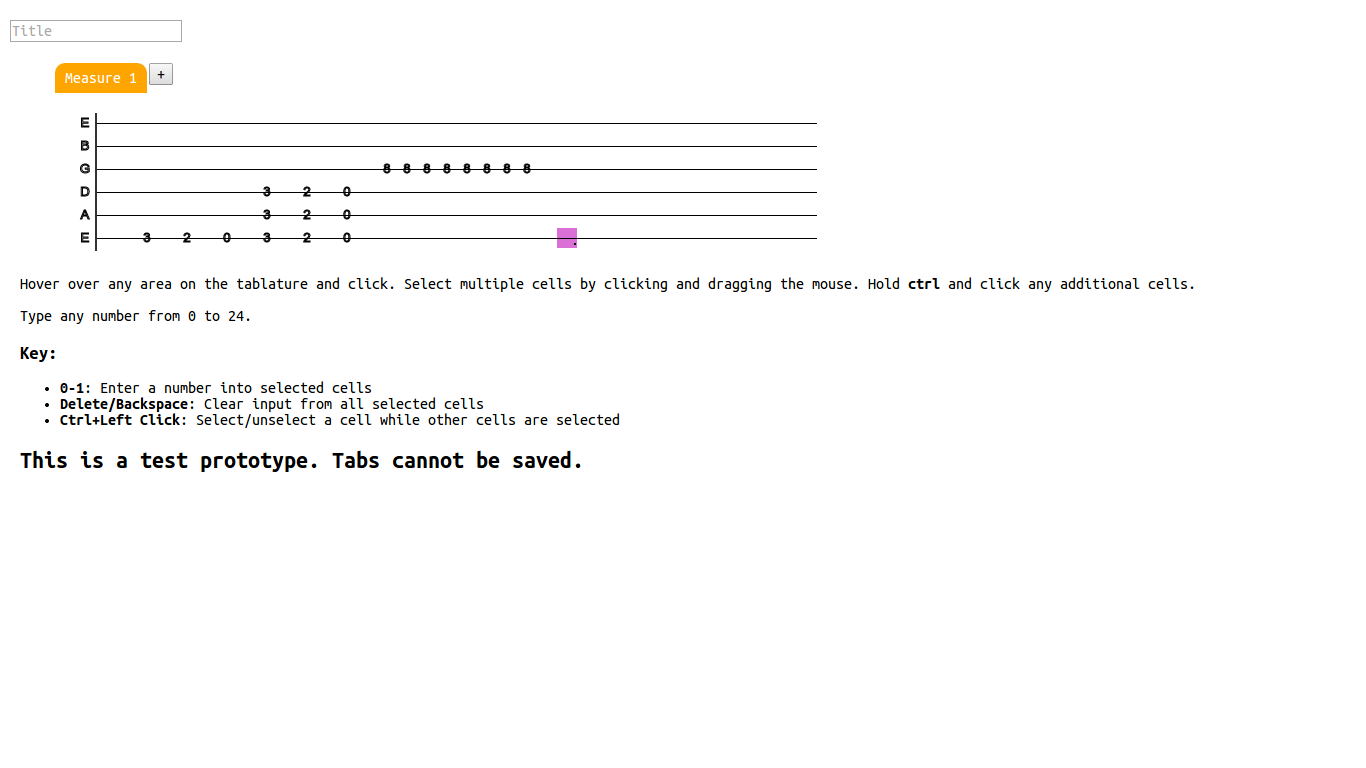 Title
Measure 1 +
E
B
G 8 8 8 8 8 8 8 8
D 3 2 0
A 3 2 0
E 3 2 0 3 2 0 .
Hover over any area on the tablature and click. Select multiple cells by clicking and dragging the mouse. Hold ctrl and click any additional cells.
Type any number from 0 to 24.
Key:
• 0-1: Enter a number into selected cells
• Delete/Backspace: Clear input from all selected cells
• Ctrl+Left Click: Select/unselect a cell while other cells are selected
This is a test prototype. Tabs cannot be saved.